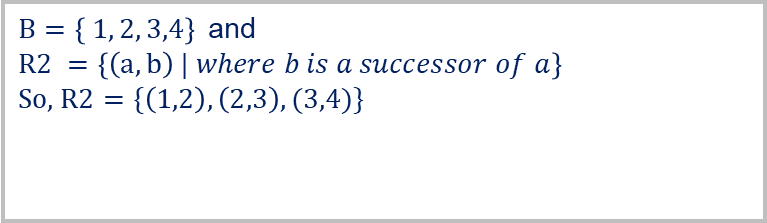 B = { 1, 2, 3,4} and
R2 = {(a, b) | where b is a successor of a}
So, R2 = {(1,2), (2,3), (3,4)}